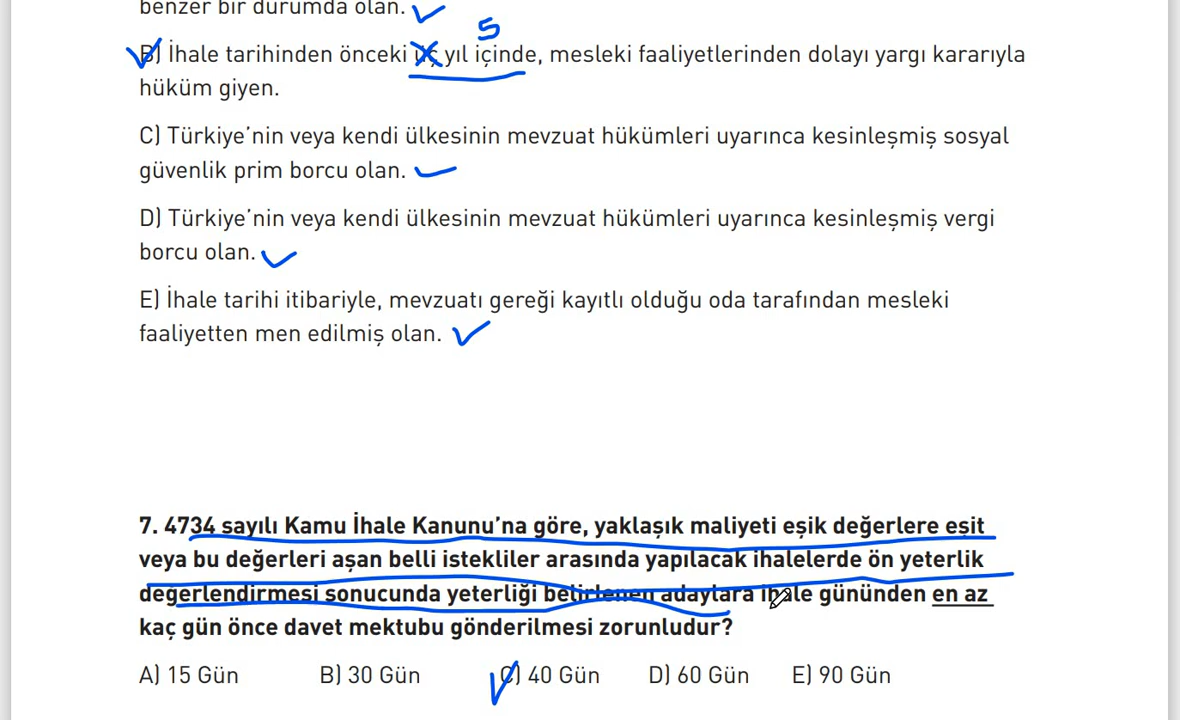 benzer bir durumda olan.
5
B) İhale tarihinden önceki üç yıl içinde, mesleki faaliyetlerinden dolayı yargı kararıyla
hüküm giyen.
C) Türkiye'nin veya kendi ülkesinin mevzuat hükümleri uyarınca kesinleşmiş sosyal
güvenlik prim borcu olan.
D) Türkiye'nin veya kendi ülkesinin mevzuat hükümleri uyarınca kesinleşmiş vergi
borcu olan.
E) İhale tarihi itibariyle, mevzuatı gereği kayıtlı olduğu oda tarafından mesleki
faaliyetten men edilmiş olan.
7. 4734 sayılı Kamu İhale Kanunu'na göre, yaklaşık maliyeti eşik değerlere eşit
veya bu değerleri aşan belli istekliler arasında yapılacak ihalelerde ön yeterlik
değerlendirmesi sonucunda yeterliği belirlenen adaylara ihale gününden en az
kaç gün önce davet mektubu gönderilmesi zorunludur?
A) 15 Gün B) 30 Gün C) 40 Gün D) 60 Gün E) 90 Gün